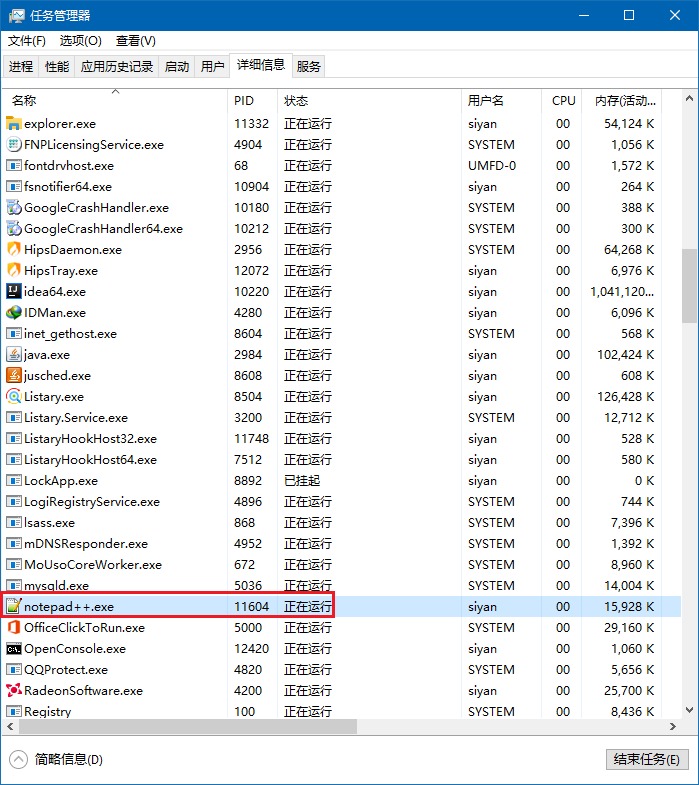 任务管理器
文件(F) 选项(O) 查看(V)
进程 性能 应用历史记录 启动 用户 详细信息 服务
名称 PID 状态 用户名 CPU 内存(活动...
explorer.exe 11332 正在运行 siyan 00 54,124 K
FNPLicensingService.exe 4904 正在运行 SYSTEM 00 1,056 K
fontdrvhost.exe 68 正在运行 UMFD-0 00 1,572 K
fsnotifier64.exe 10904 正在运行 siyan 00 264 K
GoogleCrashHandler.exe 10180 正在运行 SYSTEM 00 388 K
GoogleCrashHandler64.exe 10212 正在运行 SYSTEM 00 300 K
HipsDaemon.exe 2956 正在运行 SYSTEM 00 64,268 K
HipsTray.exe 12072 正在运行 siyan 00 6,976 K
idea64.exe 10220 正在运行 siyan 00 1,041,120...
IDMan.exe 4280 正在运行 siyan 00 6,096 K
inet_gethost.exe 8604 正在运行 SYSTEM 00 568 K
java.exe 2984 正在运行 siyan 00 102,424 K
jusched.exe 8608 正在运行 siyan 00 608 K
Listary.exe 8504 正在运行 siyan 00 126,428 K
Listary.Service.exe 3200 正在运行 SYSTEM 00 12,712 K
ListaryHookHost32.exe 11748 正在运行 siyan 00 528 K
ListaryHookHost64.exe 7512 正在运行 siyan 00 580 K
LockApp.exe 8892 已挂起 siyan 00 0 K
LogiRegistryService.exe 4896 正在运行 SYSTEM 00 744 K
lsass.exe 868 正在运行 SYSTEM 00 7,396 K
mDNSResponder.exe 4952 正在运行 SYSTEM 00 1,392 K
MoUsoCoreWorker.exe 672 正在运行 SYSTEM 00 8,960 K
mysqld.exe 5036 正在运行 SYSTEM 00 14,004 K
notepad++.exe 11604 正在运行 siyan 00 15,928 K
OfficeClickToRun.exe 5000 正在运行 SYSTEM 00 29,160 K
OpenConsole.exe 12420 正在运行 siyan 00 1,060 K
QQProtect.exe 4820 正在运行 SYSTEM 00 5,656 K
RadeonSoftware.exe 4200 正在运行 siyan 00 25,700 K
Registry 100 正在运行 SYSTEM 00 8,436 K
简略信息(D) 结束任务(E)